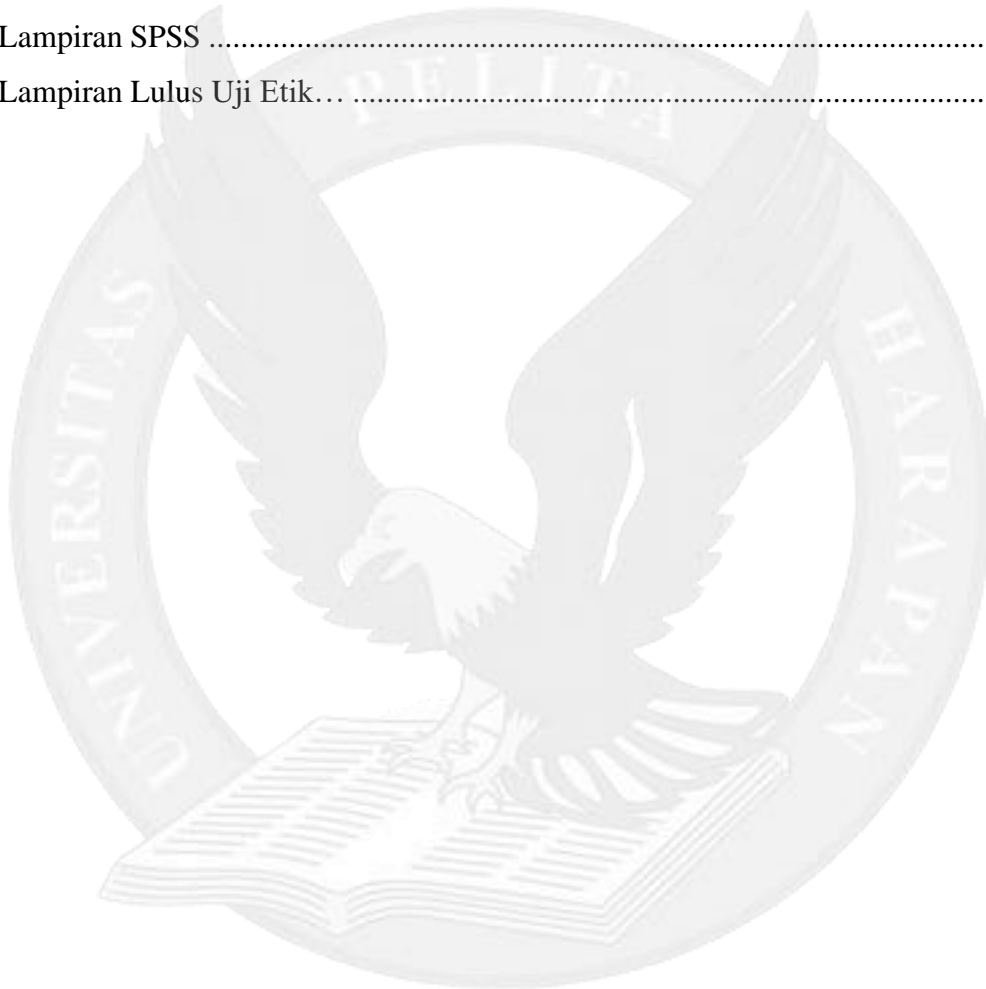 Lampiran SPSS ....................................................................................
Lampiran Lulus Uji Etik… ....................................................................
PELITA
UNIVERSITAS
HARAPAN